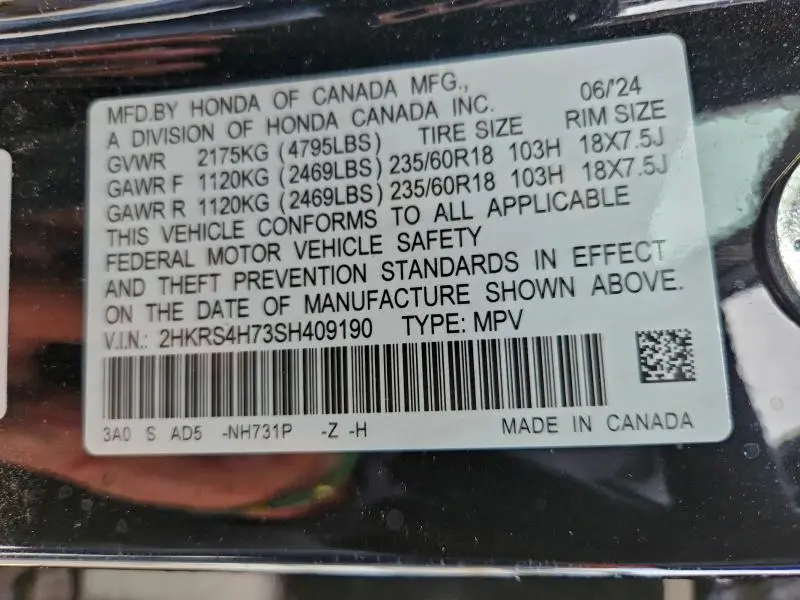 MFD.BY HONDA OF CANADA MFG., 06/'24
A DIVISION OF HONDA CANADA INC.
GVWR 2175KG (4795LBS) TIRE SIZE RIM SIZE
GAWR F 1120KG (2469LBS) 235/60R18 103H 18X7.5J
GAWR R 1120KG (2469LBS) 235/60R18 103H 18X7.5J
THIS VEHICLE CONFORMS TO ALL APPLICABLE
FEDERAL MOTOR VEHICLE SAFETY
AND THEFT PREVENTION STANDARDS IN EFFECT
ON THE DATE OF MANUFACTURE SHOWN ABOVE.
V.I.N.: 2HKRS4H73SH409190 TYPE: MPV
3A0 S AD5 -NH731P -Z -H MADE IN CANADA